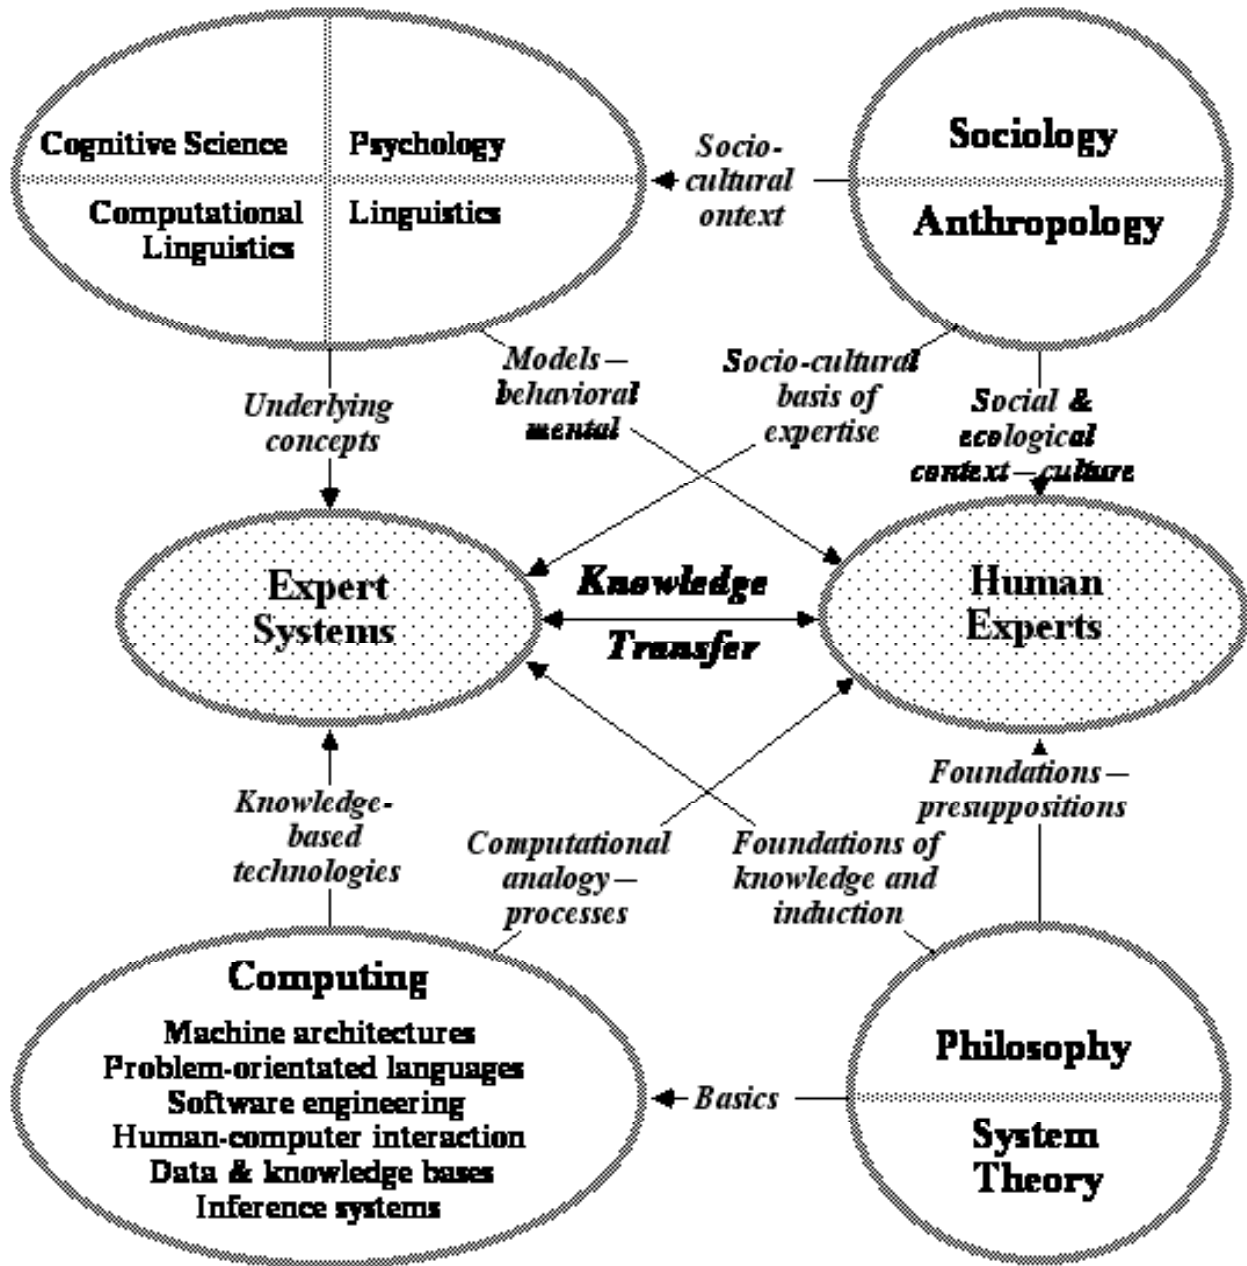 Cognitive Science
Psychology
Computational
Linguistics
Linguistics
Socio-
cultural
ontext
Sociology
Anthropology
Underlying
concepts
Models—
behavioral
mental
Socio-cultural
basis of
expertise
Social &
ecological
context—culture
Expert
Systems
Knowledge
Transfer
Human
Experts
Knowledge-
based
technologies
Computational
analogy—
processes
Foundations of
knowledge and
induction
Foundations—
presuppositions
Computing
Machine architectures
Problem-orientated languages
Software engineering
Human-computer interaction
Data & knowledge bases
Inference systems
Basics
Philosophy
System
Theory